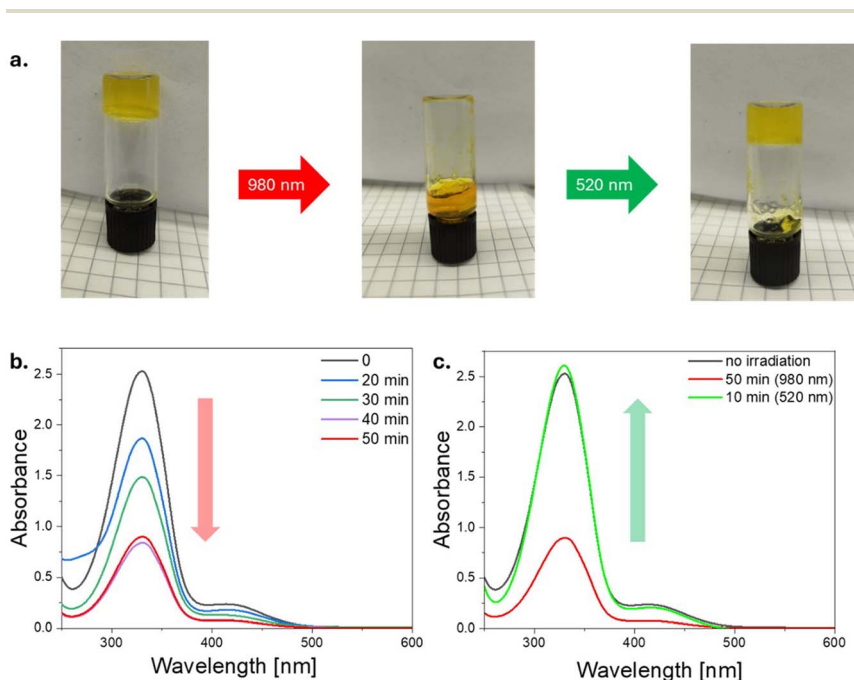 a.
980 nm
520 nm
b.
0
20 min
30 min
40 min
50 min
2.5
2.0
1.5
1.0
0.5
0.0
Absorbance
300
400
500
600
Wavelength [nm]
c.
no irradiation
50 min (980 nm)
10 min (520 nm)
2.5
2.0
1.5
1.0
0.5
0.0
Absorbance
300
400
500
600
Wavelength [nm]